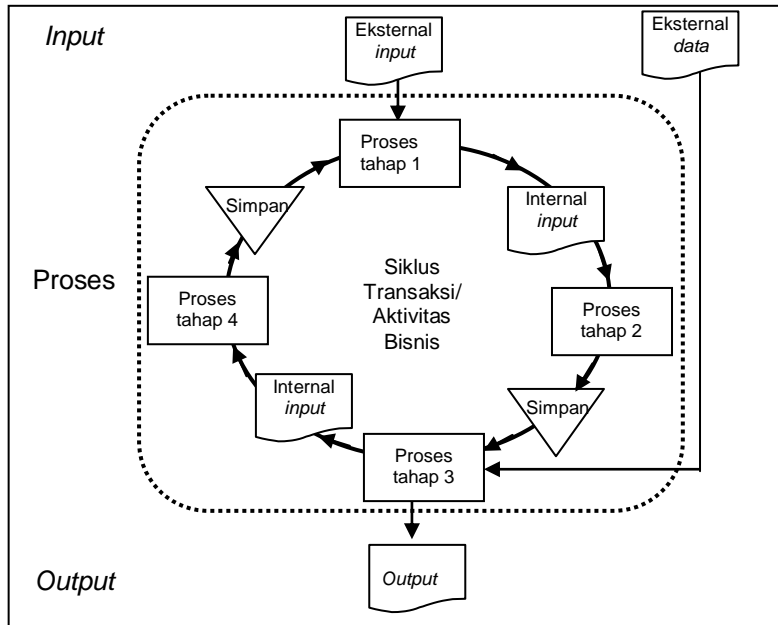 Input
Eksternal
input
Eksternal
data
Proses
tahap 1
Simpan
Internal
input
Proses
Siklus
Transaksi/
Aktivitas
Bisnis
Proses
tahap 4
Proses
tahap 2
Internal
input
Simpan
Proses
tahap 3
Output
Output